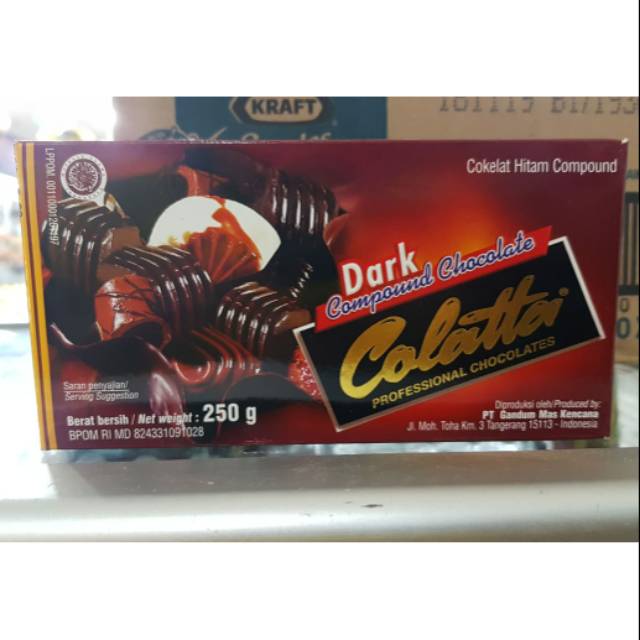 KRAFT
Cokelat Hitam Compound
Dark
Compound Chocolate
Colatta
PROFESSIONAL CHOCOLATES
Saran penyajian/
Serving Suggestion
Berat bersih / Net weight : 250 g
BPOM RI MD 824331091028
Diproduksi oleh/Produced by:
PT Gandum Mas Kencana
Jl. Moh. Toha Km. 3 Tangerang 15113 - Indonesia